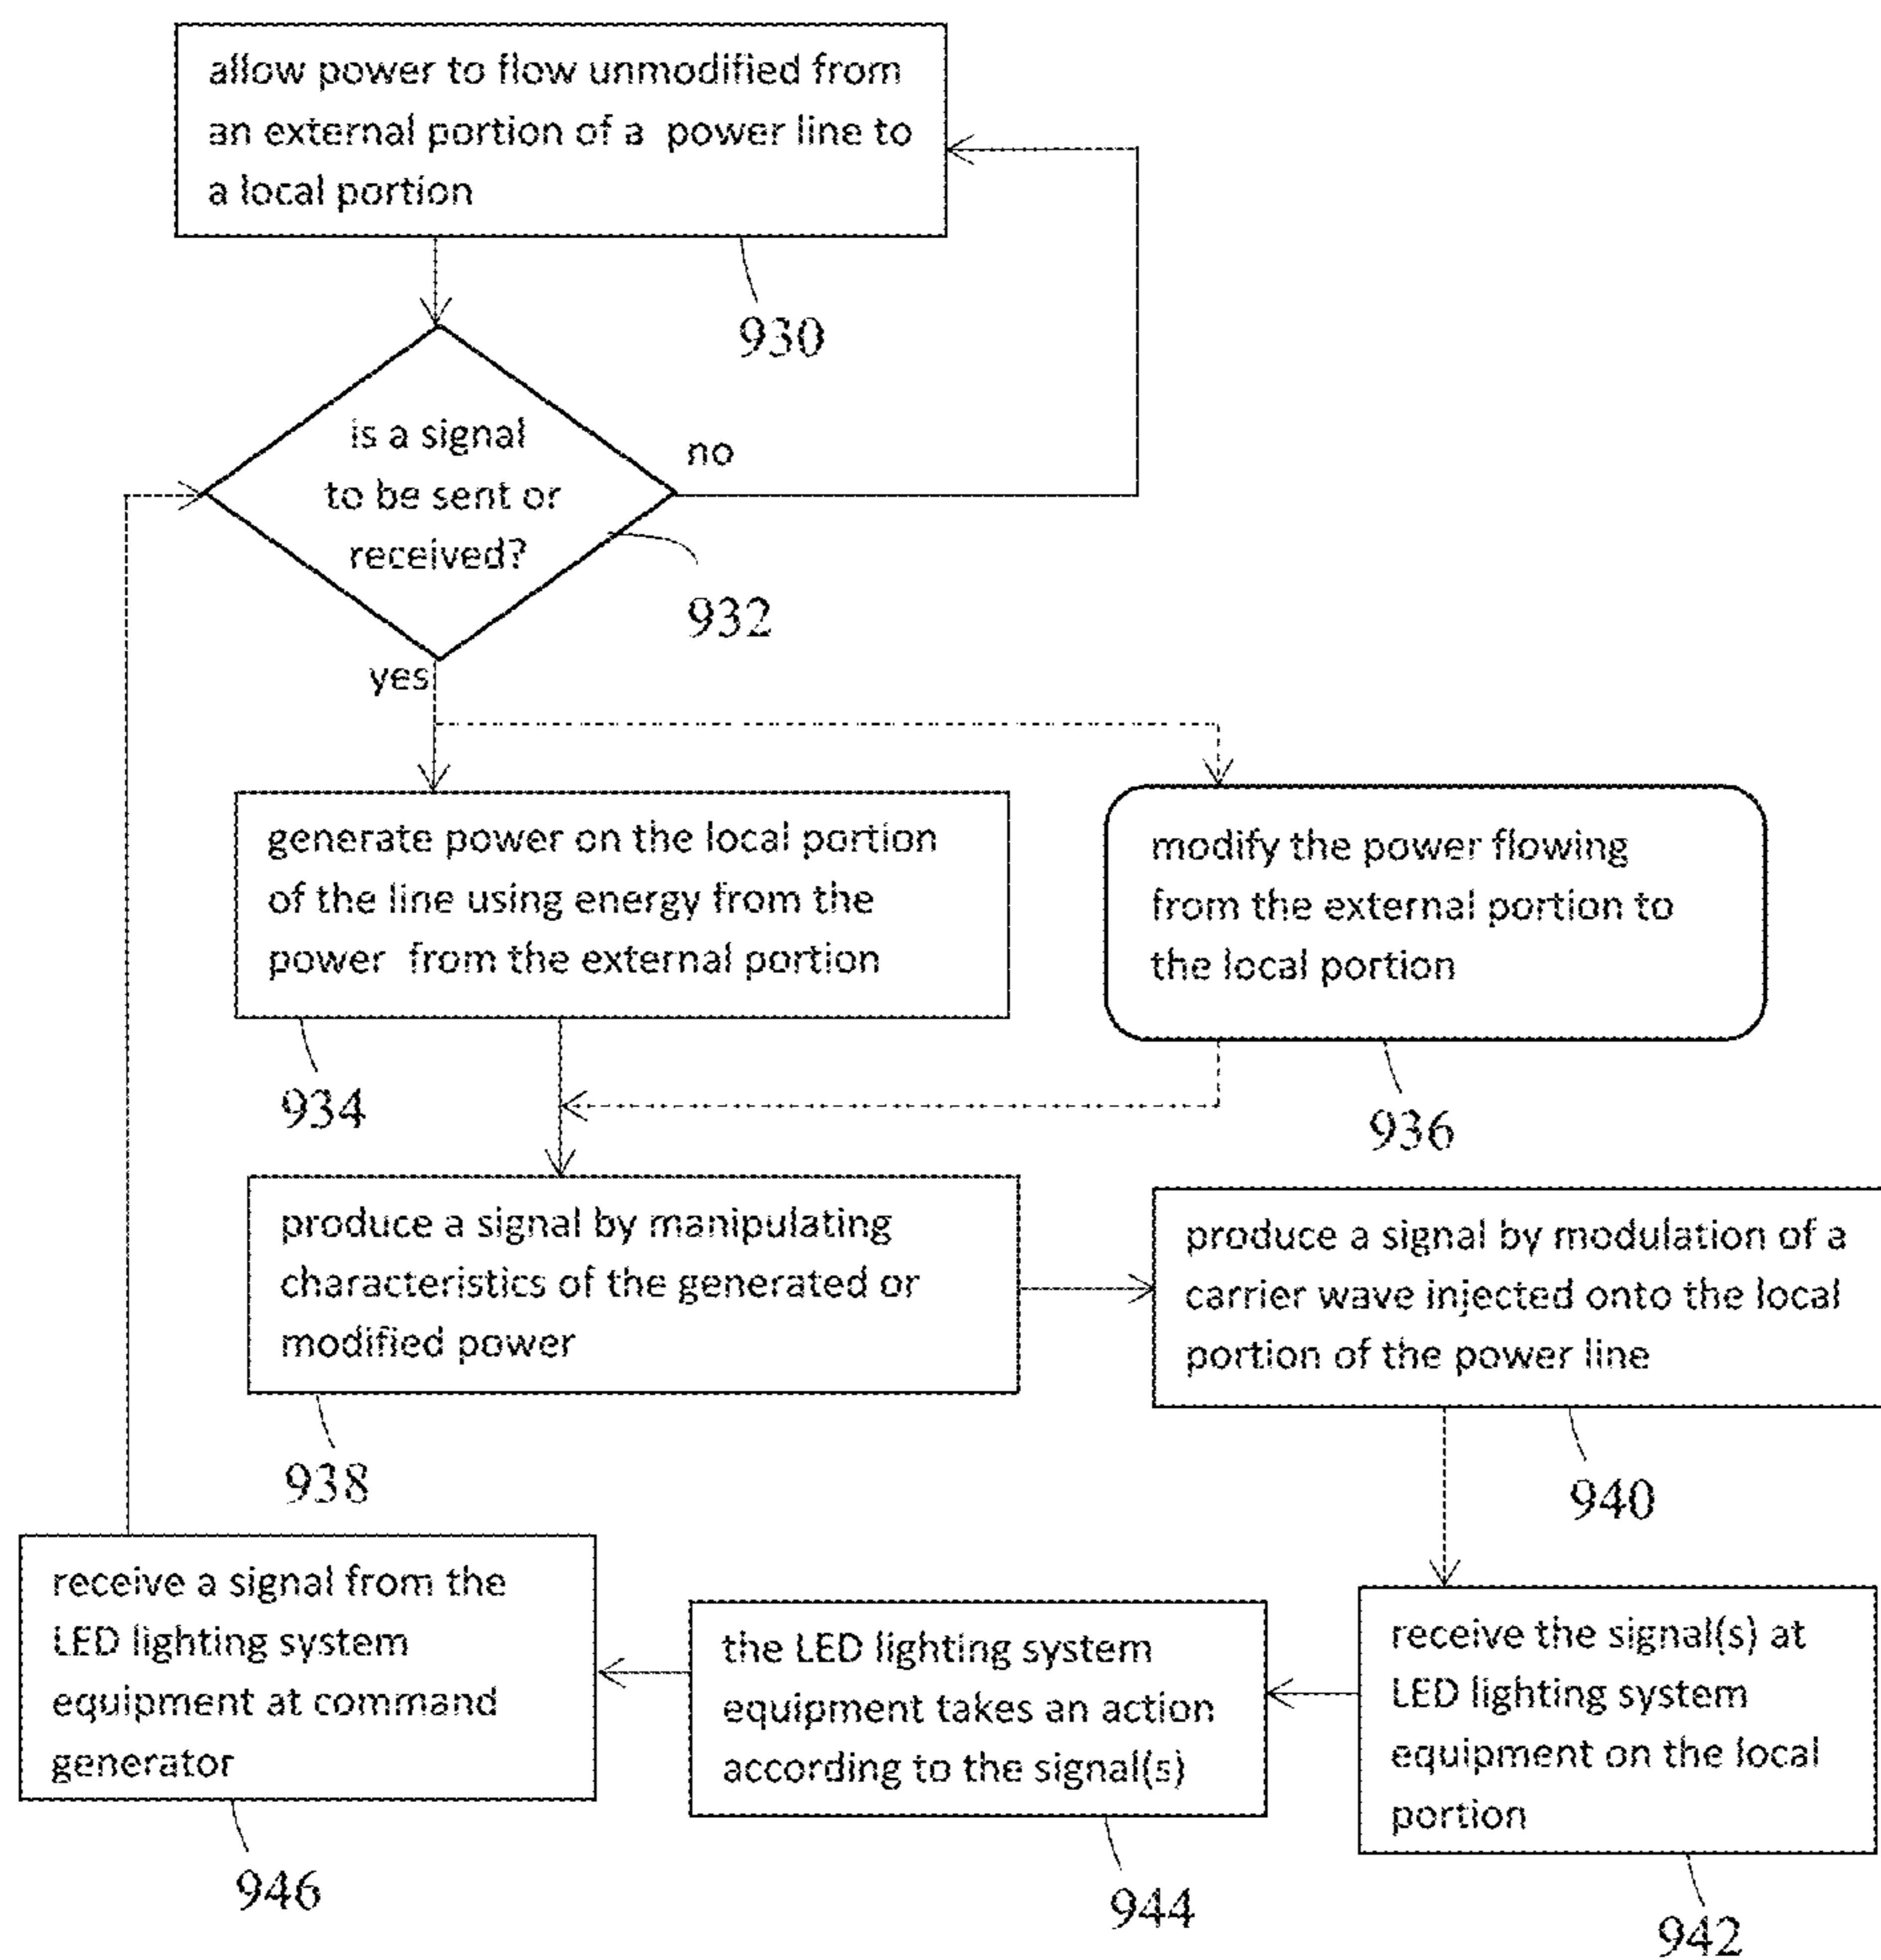 allow power to flow unmodified from
an external portion of a power line to
a local portion
930
is a signal
to be sent or
received?
no
932
yes
generate power on the local portion
of the line using energy from the
power from the external portion
934
modify the power flowing
from the external portion to
the local portion
936
produce a signal by manipulating
characteristics of the generated or
modified power
938
produce a signal by modulation of a
carrier wave injected onto the local
portion of the power line
940
receive the signal(s) at
LED lighting system
equipment on the local
portion
942
the LED lighting system
equipment takes an action
according to the signal(s)
944
receive a signal from the
LED lighting system
equipment at command
generator
946